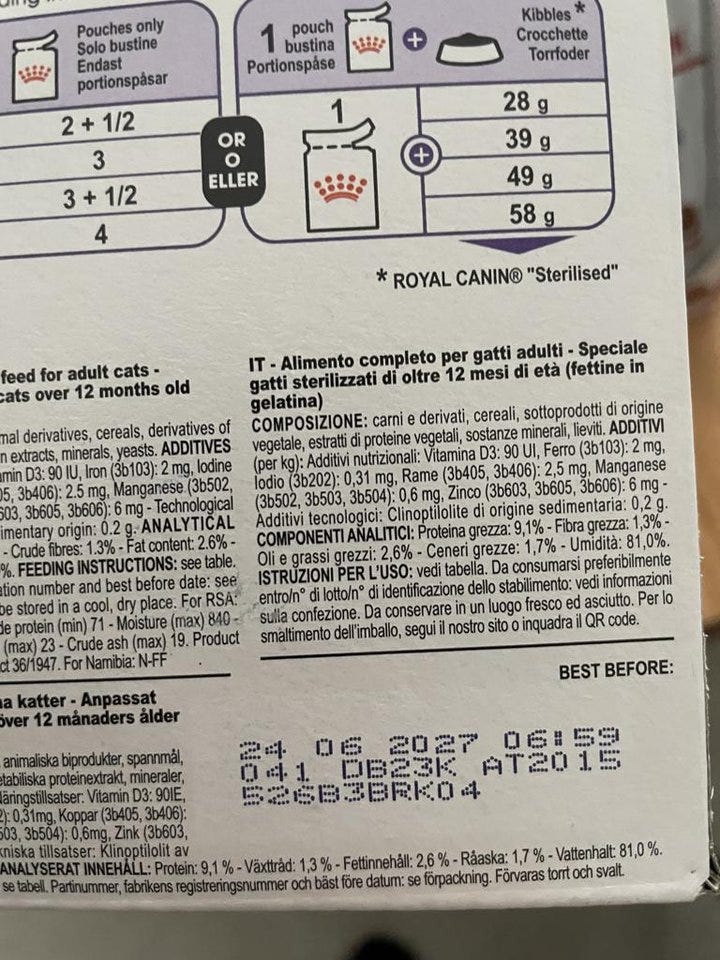 Pouches only
Solo bustine
Endast
portionspåsar
1 pouch
bustina
Portionspåse
+
Kibbles *
Crocchette
Torrfoder
2 + 1/2
3
3 + 1/2
4
OR
O
ELLER
1
+
28 g
39 g
49 g
58 g
* ROYAL CANIN® "Sterilised"
feed for adult cats -
cats over 12 months old
derivatives, cereals, derivatives of
extracts, minerals, yeasts. ADDITIVES
D3: 90 IU, Iron (3b103): 2 mg, Iodine
3b406): 2.5 mg, Manganese (3b502,
3b605, 3b606): 6 mg - Technological
origin: 0.2 g. ANALYTICAL
- Crude fibres: 1.3% - Fat content: 2.6% -
%. FEEDING INSTRUCTIONS: see table.
number and best before date: see
be stored in a cool, dry place. For RSA:
protein (min) 71 - Moisture (max) 840 -
(max) 23 - Crude ash (max) 19. Product
36/1947. For Namibia: N-FF
IT - Alimento completo per gatti adulti - Speciale
gatti sterilizzati di oltre 12 mesi di età (fettine in
gelatina)
COMPOSIZIONE: carni e derivati, cereali, sottoprodotti di origine
vegetale, estratti di proteine vegetali, sostanze minerali, lieviti. ADDITIVI
(per kg): Additivi nutrizionali: Vitamina D3: 90 UI, Ferro (3b103): 2 mg,
Iodio (3b202): 0,31 mg, Rame (3b405, 3b406): 2,5 mg, Manganese
(3b502, 3b503, 3b504): 0,6 mg, Zinco (3b603, 3b605, 3b606): 6 mg -
Additivi tecnologici: Clinoptilolite di origine sedimentaria: 0,2 g.
COMPONENTI ANALITICI: Proteina grezza: 9,1% - Fibra grezza: 1,3% -
Oli e grassi grezzi: 2,6% - Ceneri grezze: 1,7% - Umidità: 81,0%.
ISTRUZIONI PER L'USO: vedi tabella. Da consumarsi preferibilmente
entro/n° di lotto/n° di identificazione dello stabilimento: vedi informazioni
sulla confezione. Da conservare in un luogo fresco ed asciutto. Per lo
smaltimento dell'imballo, segui il nostro sito o inquadra il QR code.
BEST BEFORE:
katter - Anpassat
över 12 månaders ålder
animaliska biprodukter, spannmål,
proteinextrakt, mineraler,
Vitamin D3: 90IE,
0,31mg, Koppar (3b405, 3b406):
3b504): 0,6mg, Zink (3b603,
tillsatser: Klinoptilolit av
24 06 2027 06:59
041 DB23K AT2015
526B3BRK04
ANALYSERAT INNEHÅLL: Protein: 9,1 % - Växttråd: 1,3 % - Fettinnehåll: 2,6 % - Råaska: 1,7 % - Vattenhalt: 81,0 %.
se tabell. Partinummer, fabrikens registreringsnummer och bäst före datum: se förpackning. Förvaras torrt och svalt.